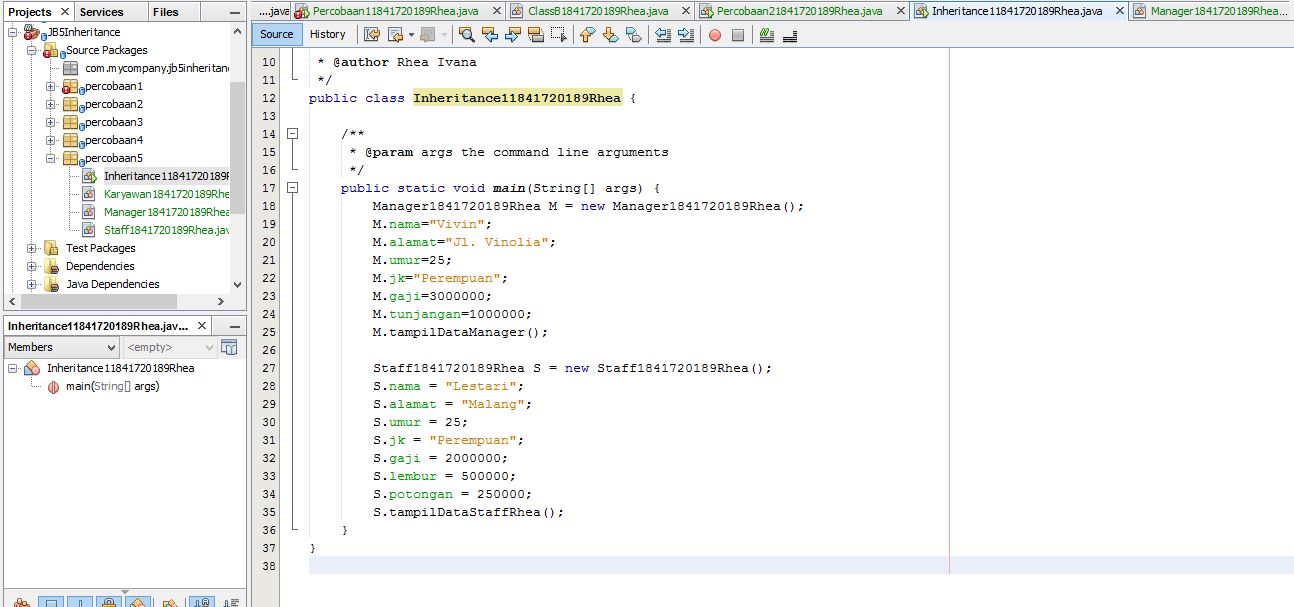 Projects Services Files
JB5Inheritance
Source Packages
com.mycompany.jb5inheritan
percobaan1
percobaan2
percobaan3
percobaan4
percobaan5
Inheritance11841720189R
Karyawan1841720189Rhe
Manager1841720189Rhea
Staff1841720189Rhea.jav
Test Packages
Dependencies
Java Dependencies
Inheritance11841720189Rhea.jav...
Members <empty>
Inheritance11841720189Rhea
main(String[] args)
....java Percobaan11841720189Rhea.java ClassB1841720189Rhea.java Percobaan21841720189Rhea.java Inheritance11841720189Rhea.java Manager1841720189Rhea...
Source History
10 * @author Rhea Ivana
11 */
12 public class Inheritance11841720189Rhea {
13
14 /**
15 * @param args the command line arguments
16 */
17 public static void main(String[] args) {
18 Manager1841720189Rhea M = new Manager1841720189Rhea();
19 M.nama="Vivin";
20 M.alamat="Jl. Vinolia";
21 M.umur=25;
22 M.jk="Perempuan";
23 M.gaji=3000000;
24 M.tunjangan=1000000;
25 M.tampilDataManager();
26
27 Staff1841720189Rhea S = new Staff1841720189Rhea();
28 S.nama = "Lestari";
29 S.alamat = "Malang";
30 S.umur = 25;
31 S.jk = "Perempuan";
32 S.gaji = 2000000;
33 S.lembur = 500000;
34 S.potongan = 250000;
35 S.tampilDataStaffRhea();
36 }
37 }
38